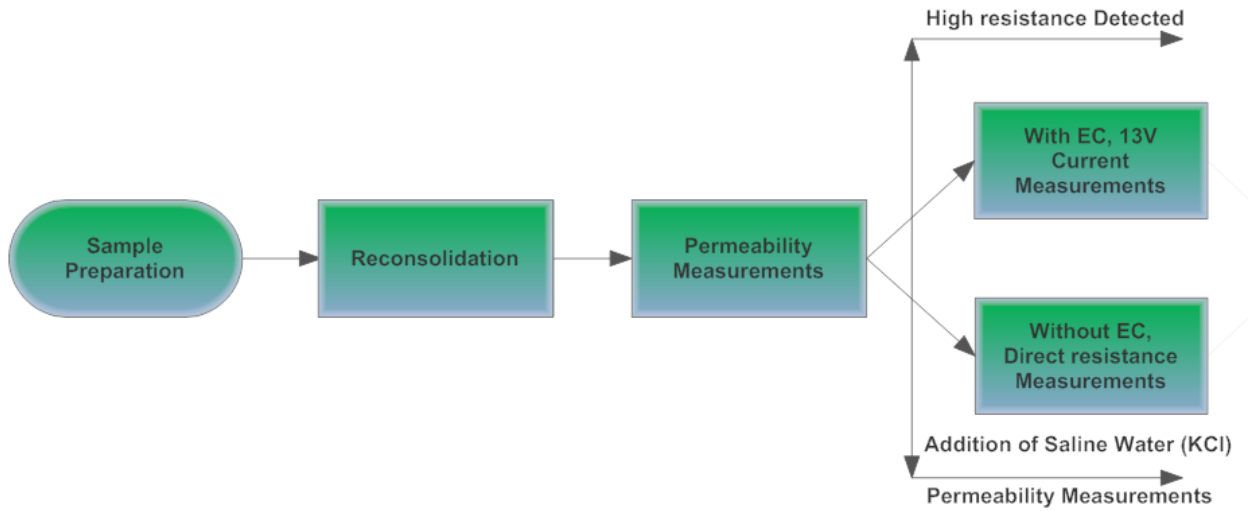 High resistance Detected
With EC, 13V
Current
Measurements
Sample
Preparation
Reconsolidation
Permeability
Measurements
Without EC,
Direct resistance
Measurements
Addition of Saline Water (KCl)
Permeability Measurements